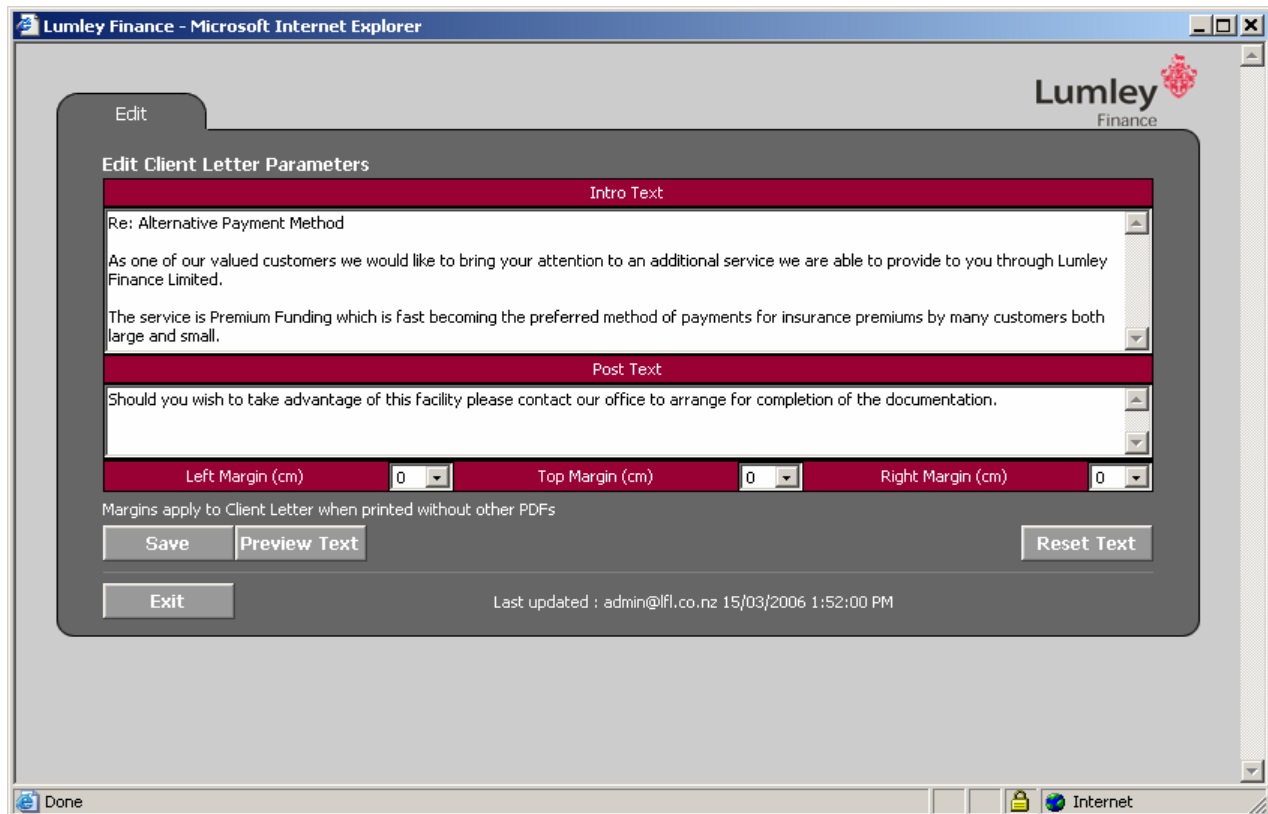 Lumley Finance - Microsoft Internet Explorer
Lumley
Finance
Edit
Edit Client Letter Parameters
Intro Text
Re: Alternative Payment Method
As one of our valued customers we would like to bring your attention to an additional service we are able to provide to you through Lumley
Finance Limited.
The service is Premium Funding which is fast becoming the preferred method of payments for insurance premiums by many customers both
large and small.
Post Text
Should you wish to take advantage of this facility please contact our office to arrange for completion of the documentation.
Left Margin (cm) 0 Top Margin (cm) 0 Right Margin (cm) 0
Margins apply to Client Letter when printed without other PDFs
Save Preview Text Reset Text
Exit Last updated : admin@lfl.co.nz 15/03/2006 1:52:00 PM
Done Internet